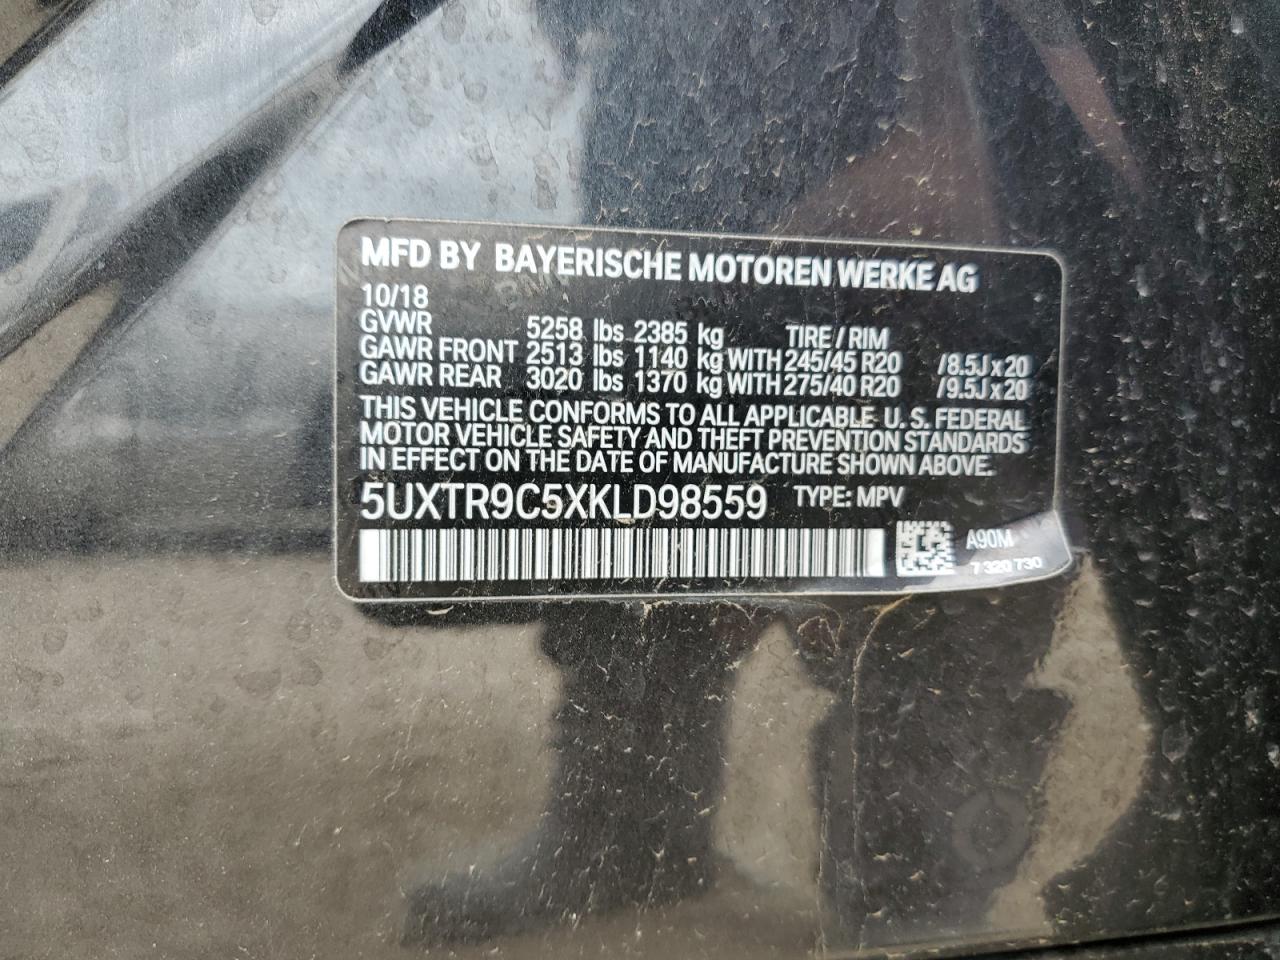 MFD BY BAYERISCHE MOTOREN WERKE AG
10/18
GVWR 5258 lbs 2385 kg TIRE / RIM
GAWR FRONT 2513 lbs 1140 kg WITH 245/45 R20 /8.5J x 20
GAWR REAR 3020 lbs 1370 kg WITH 275/40 R20 /9.5J x 20
THIS VEHICLE CONFORMS TO ALL APPLICABLE U. S. FEDERAL
MOTOR VEHICLE SAFETY AND THEFT PREVENTION STANDARDS
IN EFFECT ON THE DATE OF MANUFACTURE SHOWN ABOVE.
5UXTR9C5XKLD98559 TYPE: MPV
A90M
7 320 730